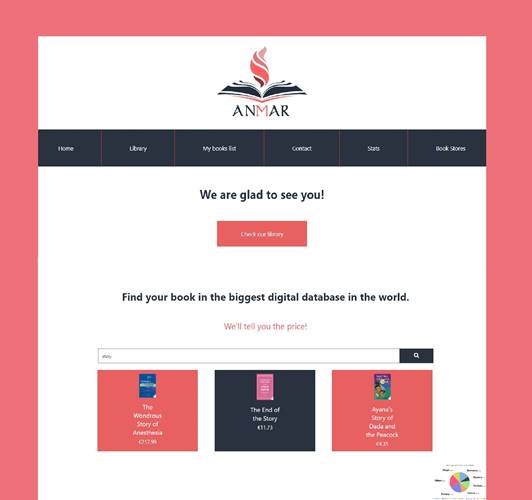 ANMAR
Home Library My books list Contact Stats Book Stores
We are glad to see you!
Check our library
Find your book in the biggest digital database in the world.
We'll tell you the price!
story
The
Wondrous
Story of
Anesthesia
€217.99
The End of
the Story
€11.73
Ayana's
Story of
Dada and
the Peacock
€4.31